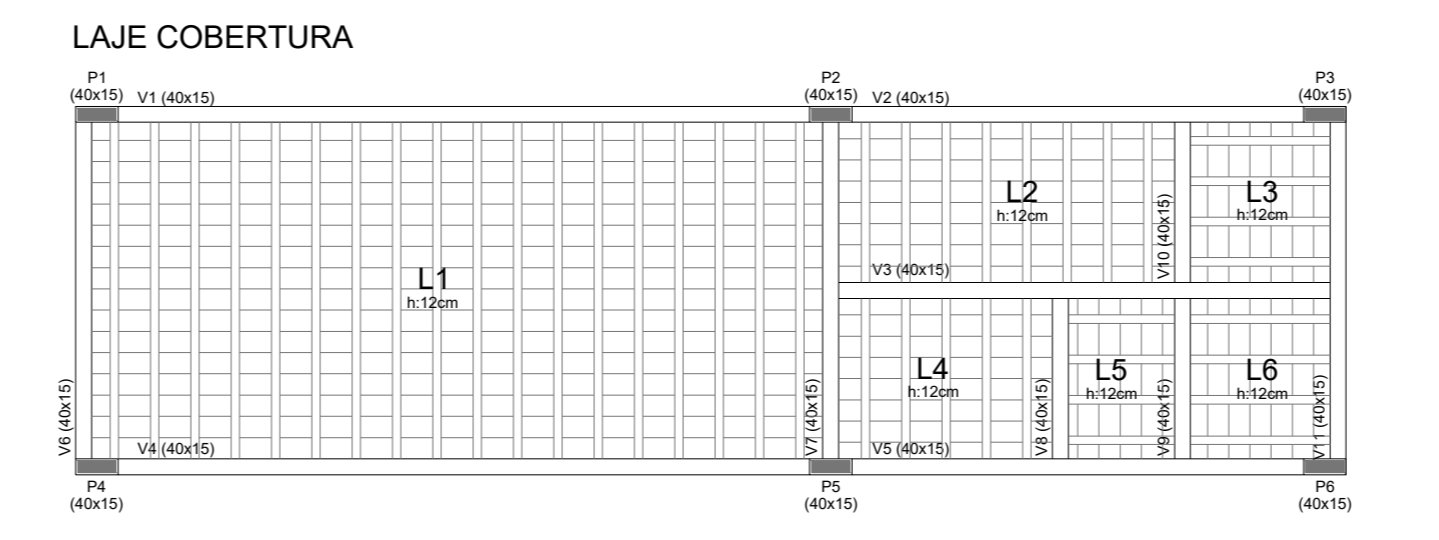 LAJE COBERTURA
P1
(40x15)
V1 (40x15)
P2
(40x15)
V2 (40x15)
P3
(40x15)
L1
h:12cm
L2
h:12cm
L3
h:12cm
V10 (40x15)
V3 (40x15)
L4
h:12cm
L5
h:12cm
L6
h:12cm
V6 (40x15)
V4 (40x15)
V7 (40x15)
V5 (40x15)
V8 (40x15)
V9 (40x15)
V11 (40x15)
P4
(40x15)
P5
(40x15)
P6
(40x15)